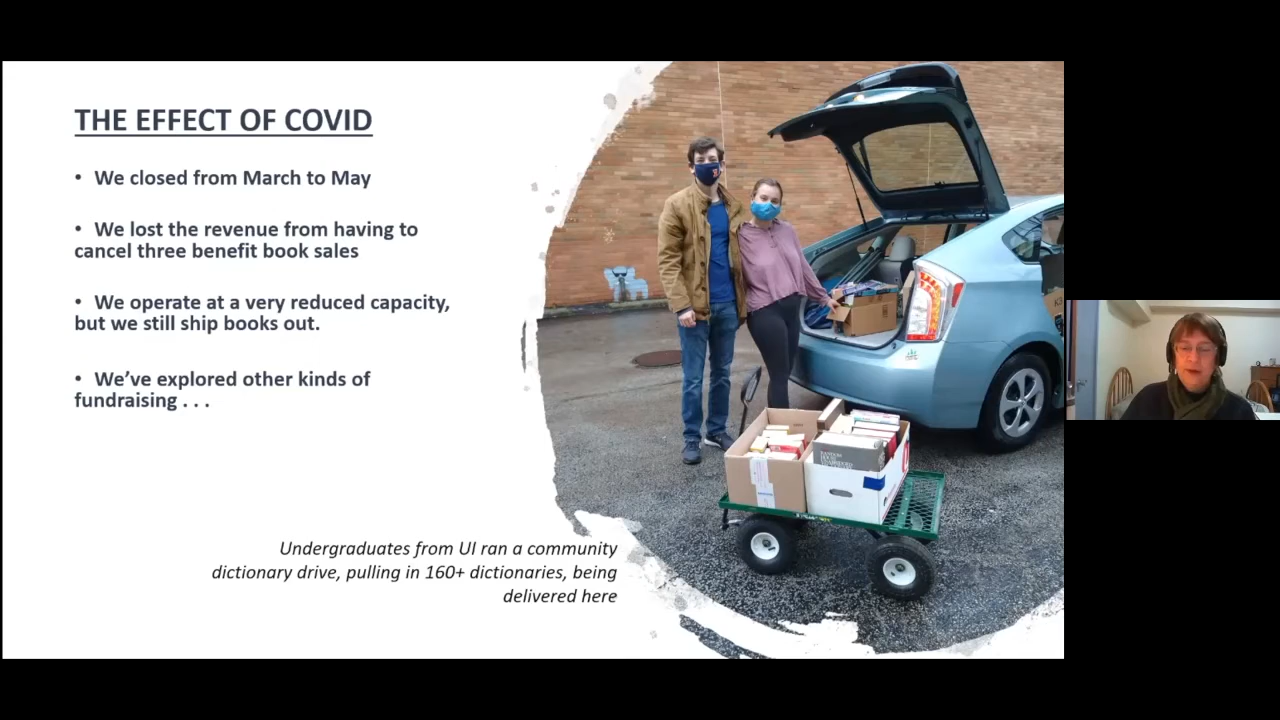 THE EFFECT OF COVID
• We closed from March to May
• We lost the revenue from having to
cancel three benefit book sales
• We operate at a very reduced capacity,
but we still ship books out.
• We've explored other kinds of
fundraising . . .
Undergraduates from UI ran a community
dictionary drive, pulling in 160+ dictionaries, being
delivered here
RANDOM
HOUSE